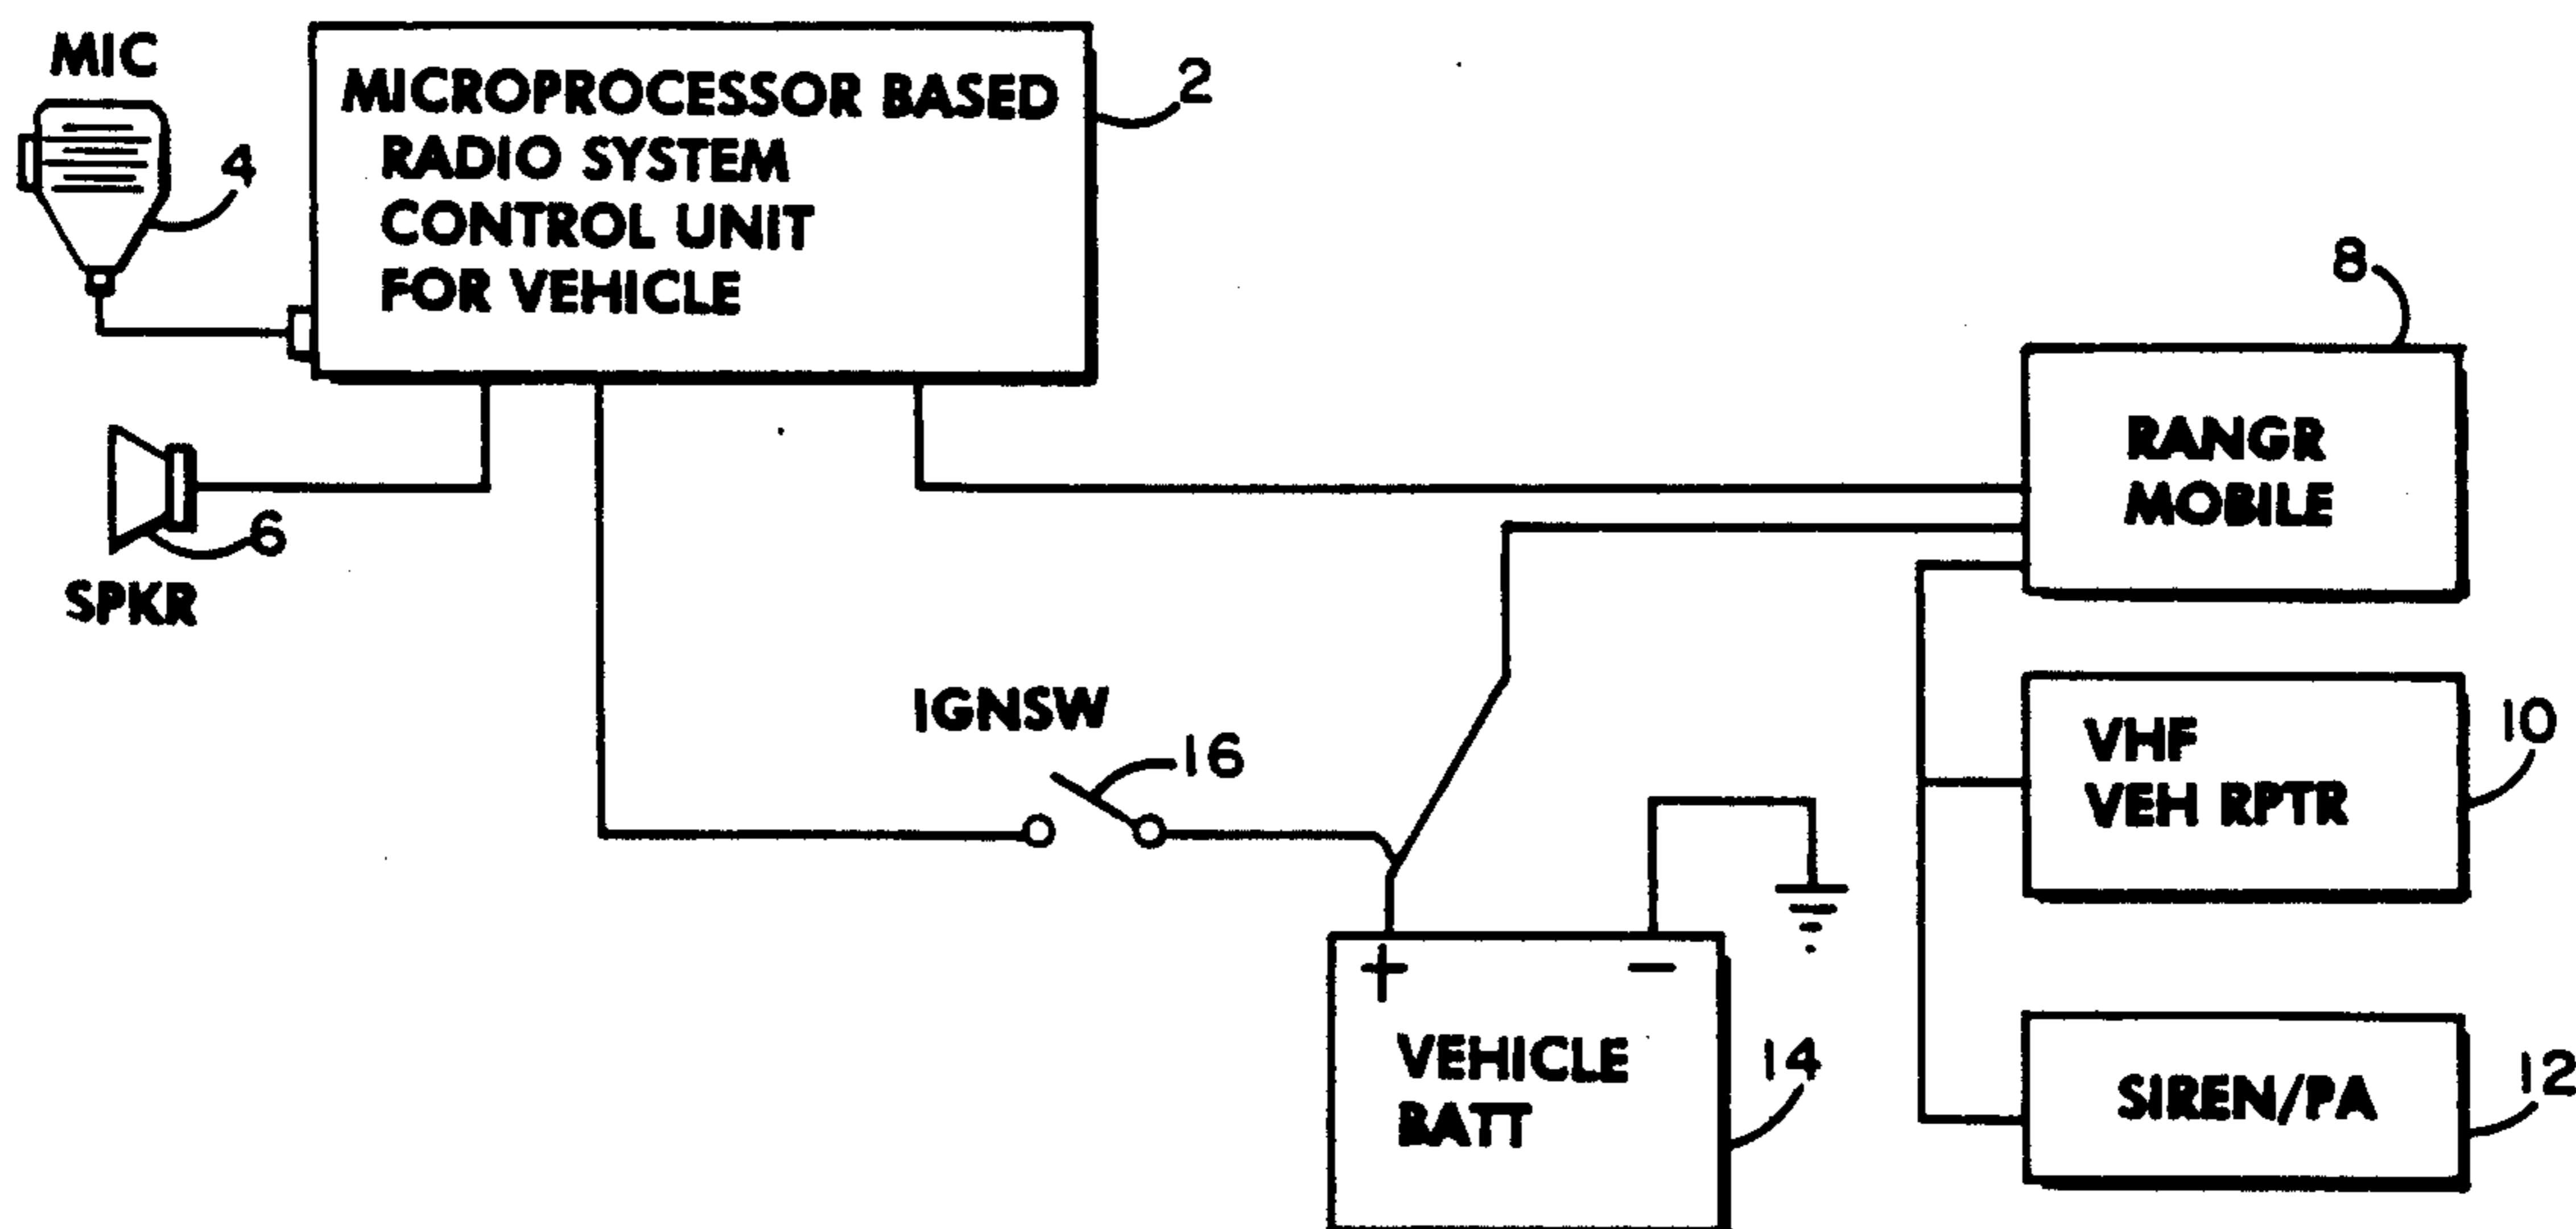 MIC
MICROPROCESSOR BASED
RADIO SYSTEM
CONTROL UNIT
FOR VEHICLE
2
4
6
SPKR
8
RANGR
MOBILE
IGNSW
16
VHF
VEH RPTR
10
+ −
VEHICLE
BATT
14
SIREN/PA
12